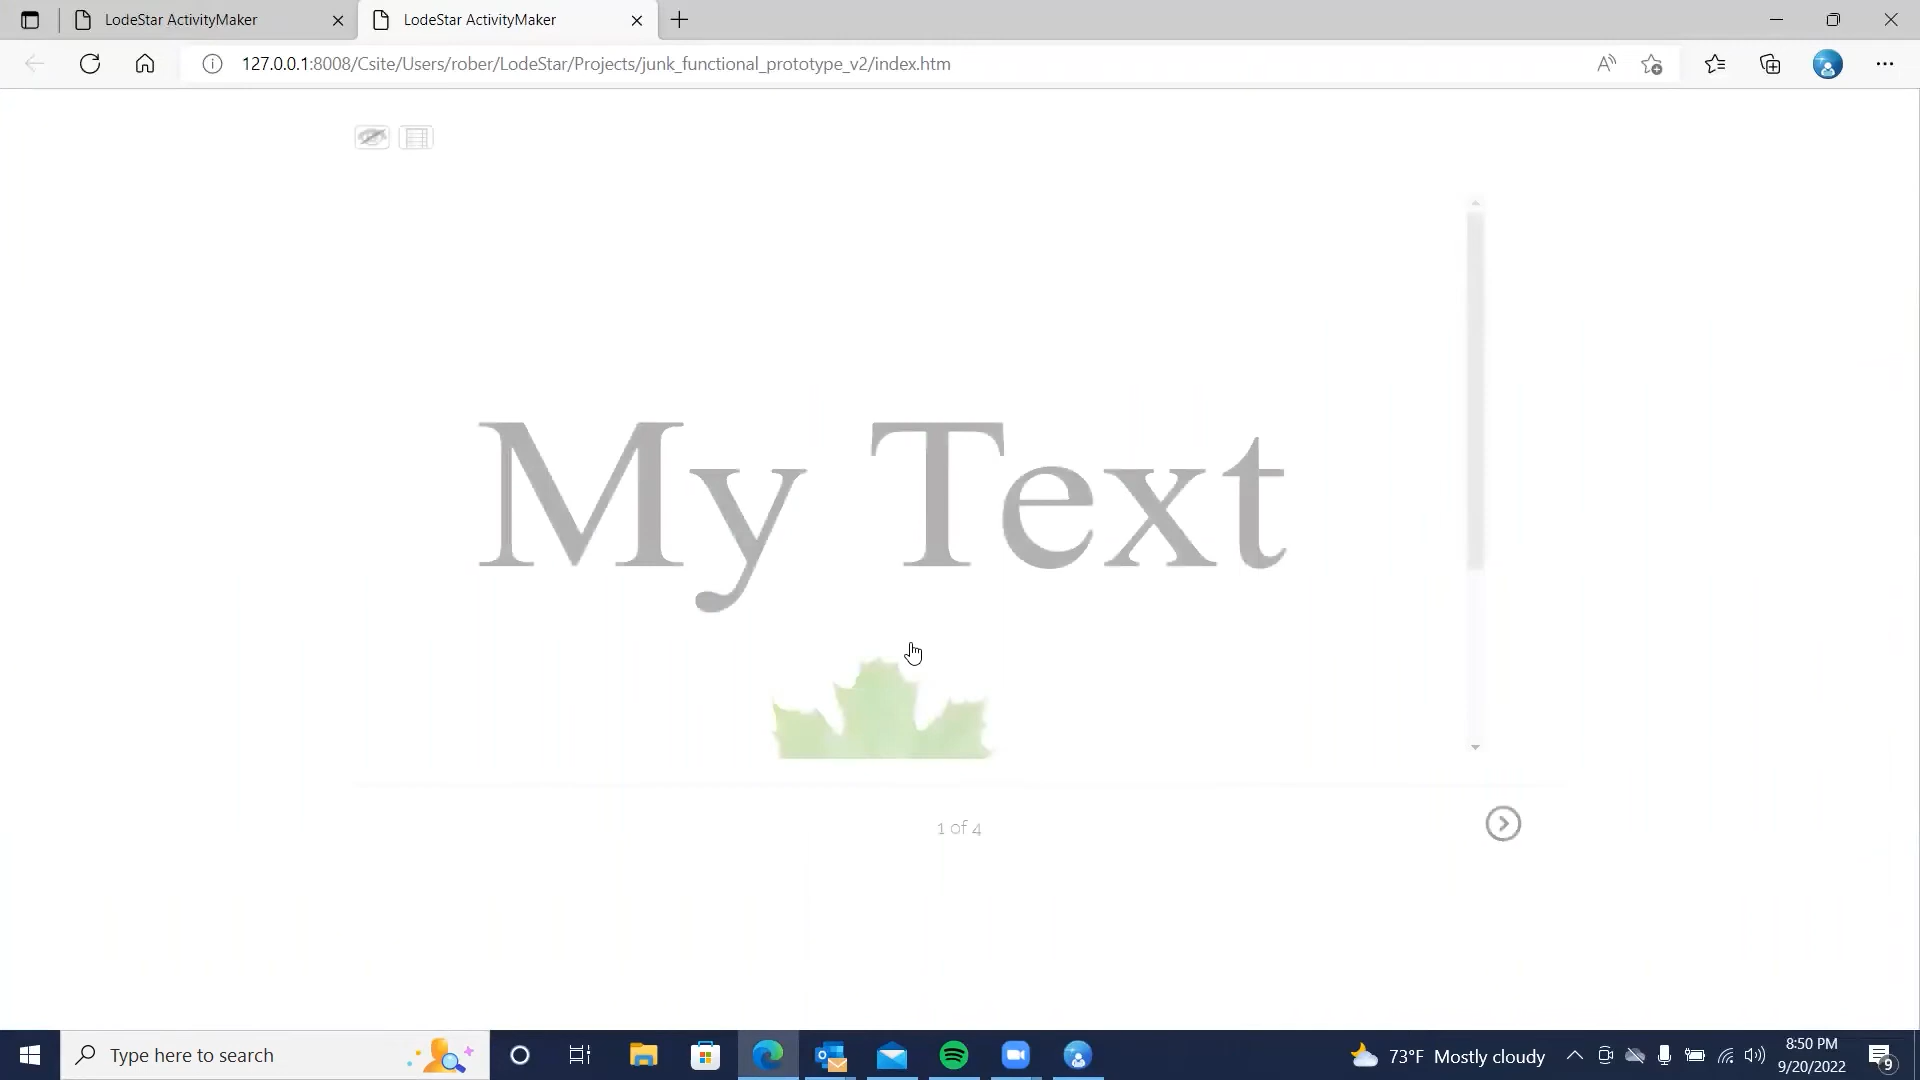 LodeStar ActivityMaker
LodeStar ActivityMaker
127.0.0.1:8008/Csite/Users/rober/LodeStar/Projects/junk_functional_prototype_v2/index.htm
My Text
1 of 4
Type here to search
73°F Mostly cloudy
8:50 PM
9/20/2022
9